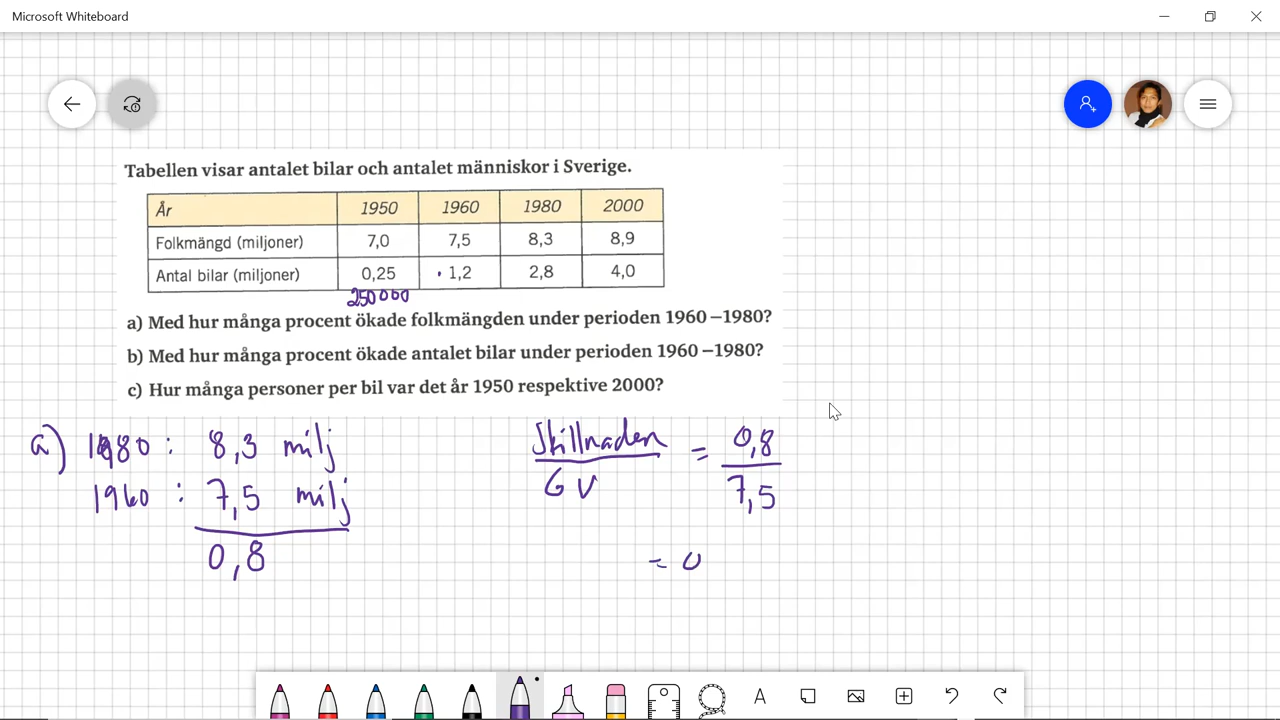 Microsoft Whiteboard
Tabellen visar antalet bilar och antalet människor i Sverige.
År 1950 1960 1980 2000
Folkmängd (miljoner) 7,0 7,5 8,3 8,9
Antal bilar (miljoner) 0,25 1,2 2,8 4,0
250000
a) Med hur många procent ökade folkmängden under perioden 1960–1980?
b) Med hur många procent ökade antalet bilar under perioden 1960–1980?
c) Hur många personer per bil var det år 1950 respektive 2000?
a) 1980 : 8,3 milj
1960 : 7,5 milj
0,8
Skillnaden = 0,8
GV 7,5
= 0
A